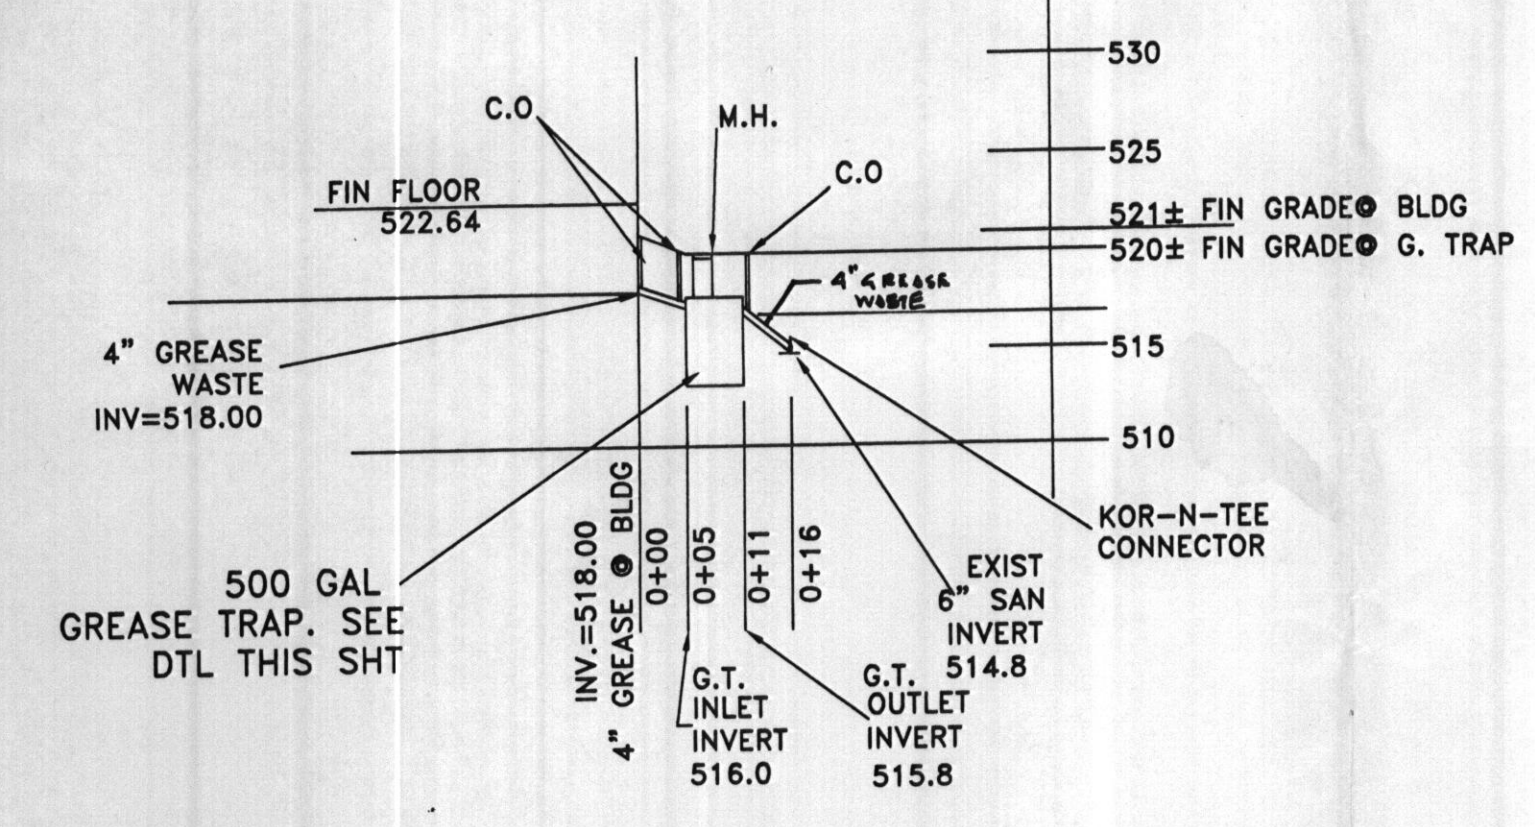 530
C.O
M.H.
525
C.O
FIN FLOOR
522.64
521± FIN GRADE@ BLDG
520± FIN GRADE@ G. TRAP
4" GREASE
WASTE
4" GREASE
WASTE
INV=518.00
515
510
500 GAL
GREASE TRAP. SEE
DTL THIS SHT
INV.=518.00
4" GREASE @ BLDG
0+00
0+05
0+11
0+16
KOR-N-TEE
CONNECTOR
EXIST
6" SAN
INVERT
514.8
G.T.
INLET
INVERT
516.0
G.T.
OUTLET
INVERT
515.8